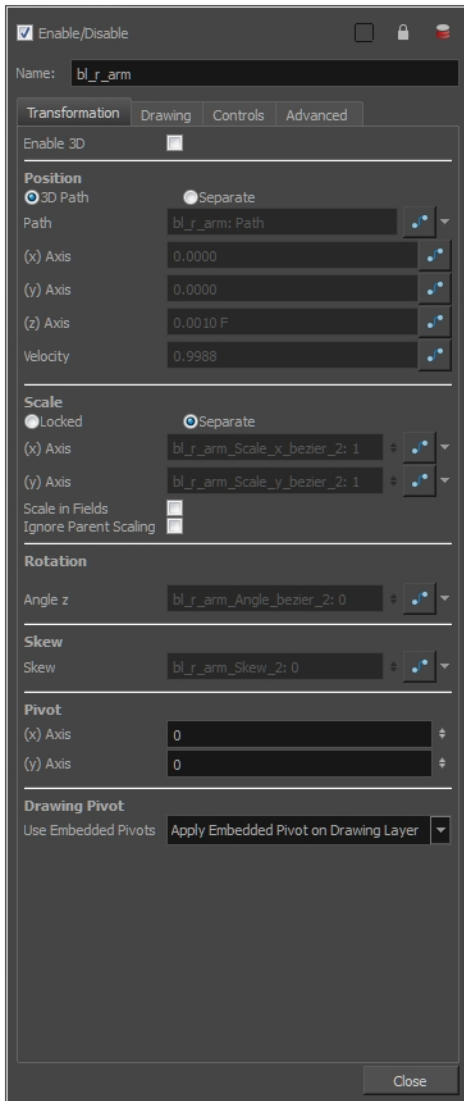 Enable/Disable
Name: bl_r_arm
Transformation Drawing Controls Advanced
Enable 3D
Position
3D Path Separate
Path bl_r_arm: Path
(x) Axis 0.0000
(y) Axis 0.0000
(z) Axis 0.0010 F
Velocity 0.9988
Scale
Locked Separate
(x) Axis bl_r_arm_Scale_x_bezier_2: 1
(y) Axis bl_r_arm_Scale_y_bezier_2: 1
Scale in Fields
Ignore Parent Scaling
Rotation
Angle z bl_r_arm_Angle_bezier_2: 0
Skew
Skew bl_r_arm_Skew_2: 0
Pivot
(x) Axis 0
(y) Axis 0
Drawing Pivot
Use Embedded Pivots Apply Embedded Pivot on Drawing Layer
Close